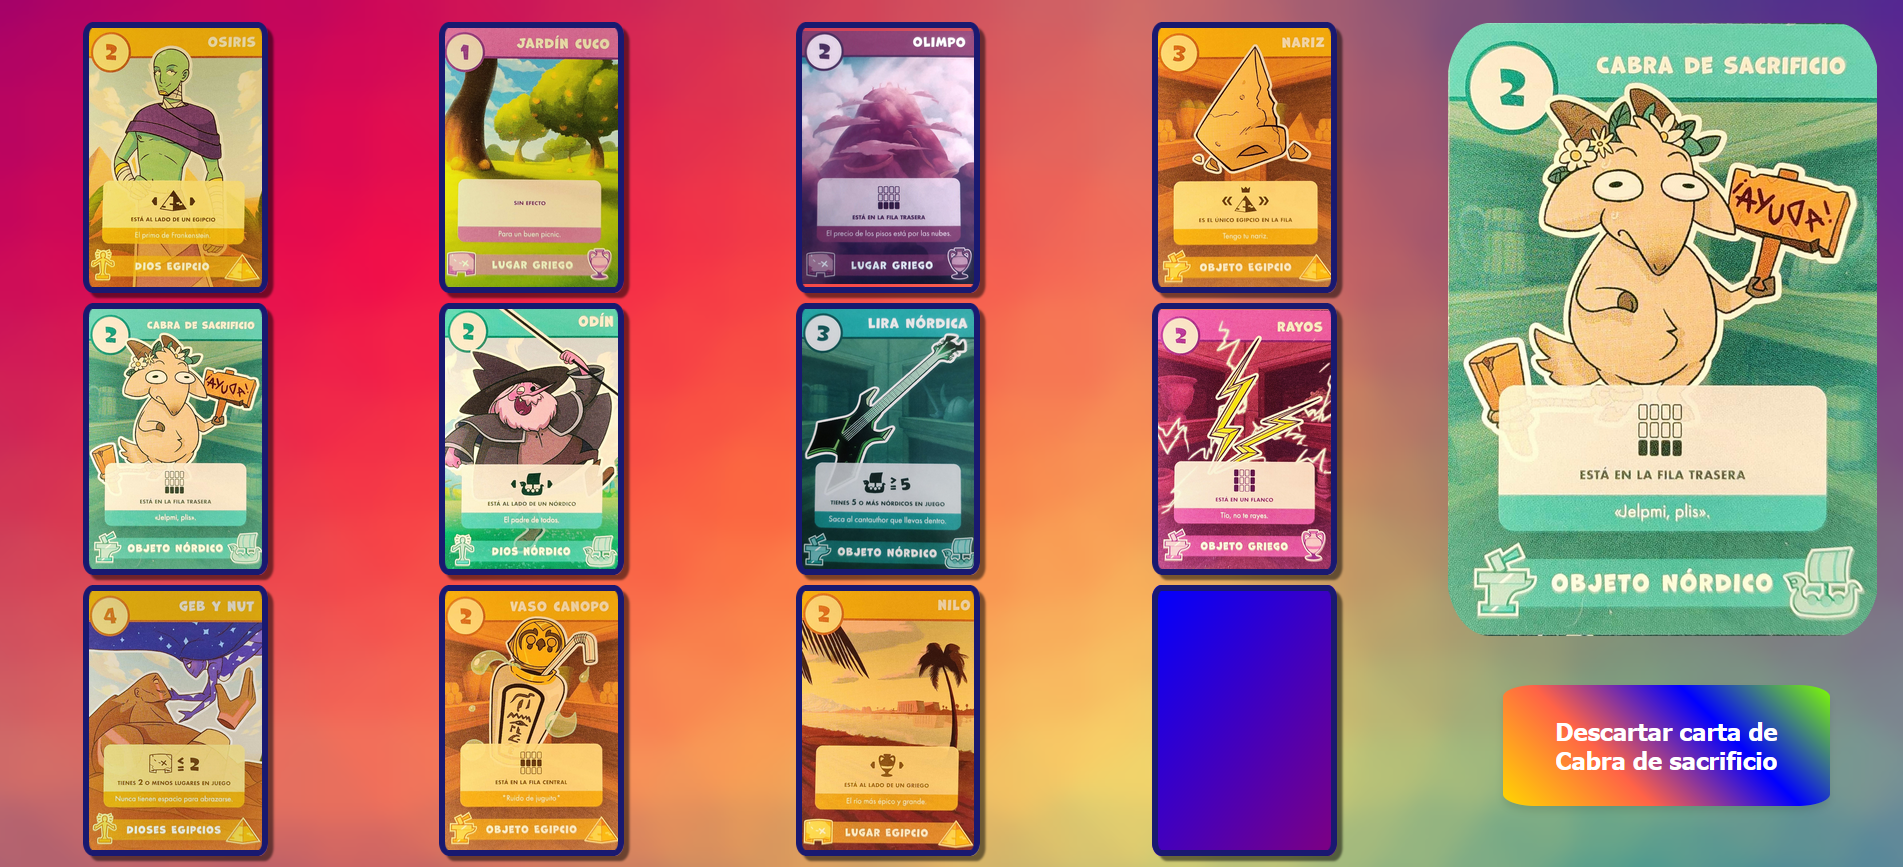 2
OSIRIS
ESTÁ AL LADO DE UN EGIPCIO
El primo de Frankenstein.
DIOS EGIPCIO
1
JARDÍN CUCO
SIN EFECTO
Para un buen picnic.
LUGAR GRIEGO
2
OLIMPO
ESTÁ EN LA FILA TRASERA
El precio de los pisos está por las nubes.
LUGAR GRIEGO
3
NARIZ
ES EL ÚNICO EGIPCIO EN LA FILA
Tengo tu nariz.
OBJETO EGIPCIO
2
CABRA DE SACRIFICIO
¡AYUDA!
ESTÁ EN LA FILA TRASERA
«Jelpmi, plis».
OBJETO NÓRDICO
2
ODÍN
ESTÁ AL LADO DE UN NÓRDICO
El padre de todos.
DIOS NÓRDICO
3
LIRA NÓRDICA
≥ 5
TIENES 5 O MÁS NÓRDICOS EN JUEGO
Saca al cantauthor que llevas dentro.
OBJETO NÓRDICO
2
RAYOS
ESTÁ EN UN FLANCO
Tío, no te rayes.
OBJETO GRIEGO
4
GEB Y NUT
≤ 2
TIENES 2 O MENOS LUGARES EN JUEGO
Nunca tienen espacio para abrazarse.
DIOSES EGIPCIOS
2
VASO CANOPO
ESTÁ EN LA FILA CENTRAL
*Ruido de juguito*
OBJETO EGIPCIO
2
NILO
ESTÁ AL LADO DE UN GRIEGO
El río más épico y grande.
LUGAR EGIPCIO
2
CABRA DE SACRIFICIO
¡AYUDA!
ESTÁ EN LA FILA TRASERA
«Jelpmi, plis».
OBJETO NÓRDICO
Descartar carta de
Cabra de sacrificio